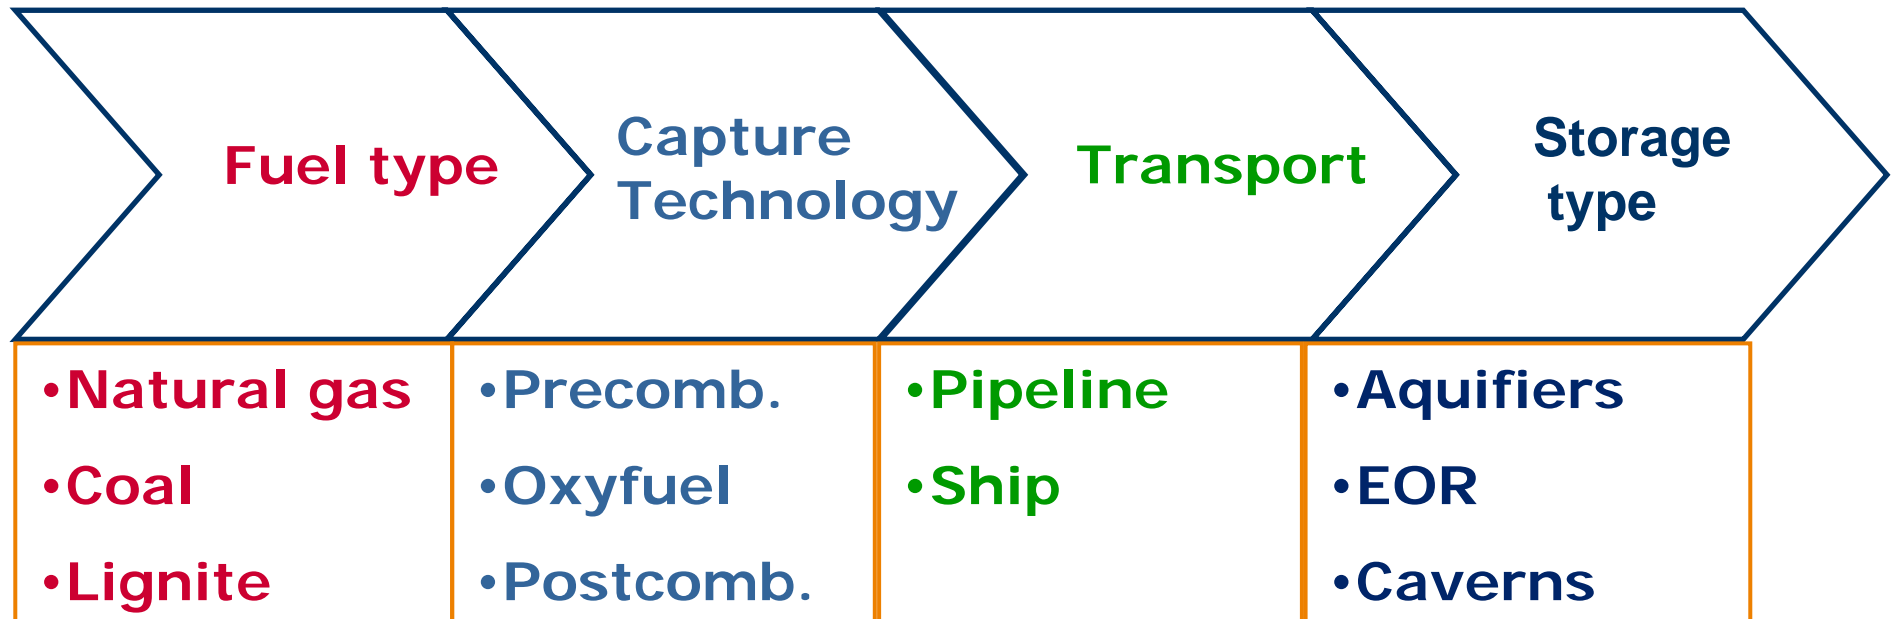 Fuel type
Capture
Technology
Transport
Storage
type
•Natural gas
•Coal
•Lignite
•Precomb.
•Oxyfuel
•Postcomb.
•Pipeline
•Ship
•Aquifiers
•EOR
•Caverns